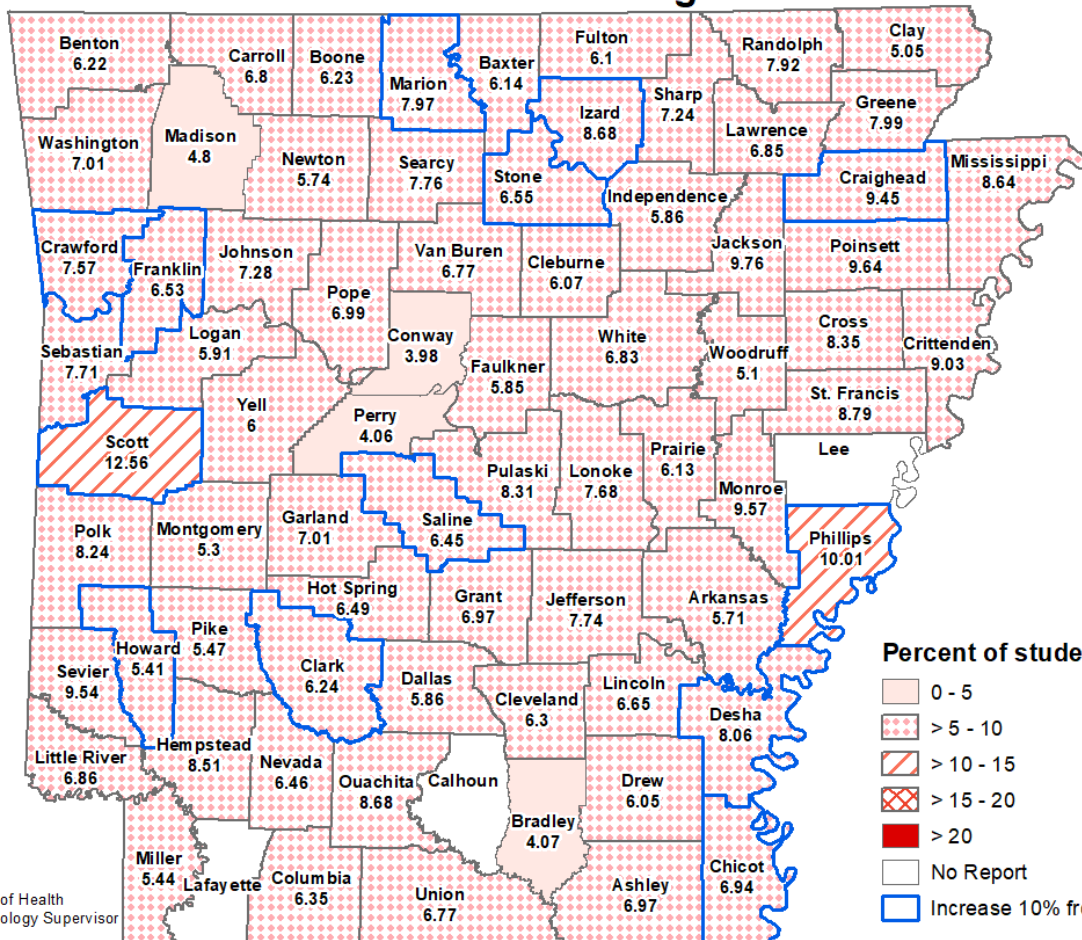 Benton
6.22
Carroll
6.8
Boone
6.23
Marion
7.97
Baxter
6.14
Fulton
6.1
Randolph
7.92
Clay
5.05
Izard
8.68
Sharp
7.24
Lawrence
6.85
Greene
7.99
Washington
7.01
Madison
4.8
Newton
5.74
Searcy
7.76
Stone
6.55
Independence
5.86
Craighead
9.45
Mississippi
8.64
Crawford
7.57
Franklin
6.53
Johnson
7.28
Pope
6.99
Van Buren
6.77
Cleburne
6.07
Jackson
9.76
Poinsett
9.64
Sebastian
7.71
Logan
5.91
Conway
3.98
Faulkner
5.85
White
6.83
Woodruff
5.1
Cross
8.35
Crittenden
9.03
St. Francis
8.79
Scott
12.56
Yell
6
Perry
4.06
Pulaski
8.31
Lonoke
7.68
Prairie
6.13
Monroe
9.57
Lee
Polk
8.24
Montgomery
5.3
Garland
7.01
Saline
6.45
Phillips
10.01
Hot Spring
6.49
Grant
6.97
Jefferson
7.74
Arkansas
5.71
Sevier
9.54
Howard
5.41
Pike
5.47
Clark
6.24
Dallas
5.86
Cleveland
6.3
Lincoln
6.65
Desha
8.06
Little River
6.86
Hempstead
8.51
Nevada
6.46
Ouachita
8.68
Calhoun
Bradley
4.07
Drew
6.05
Miller
5.44
Lafayette
Columbia
6.35
Union
6.77
Ashley
6.97
Chicot
6.94
Percent of stude
0 - 5
> 5 - 10
> 10 - 15
> 15 - 20
> 20
No Report
Increase 10% fr
of Health
ology Supervisor